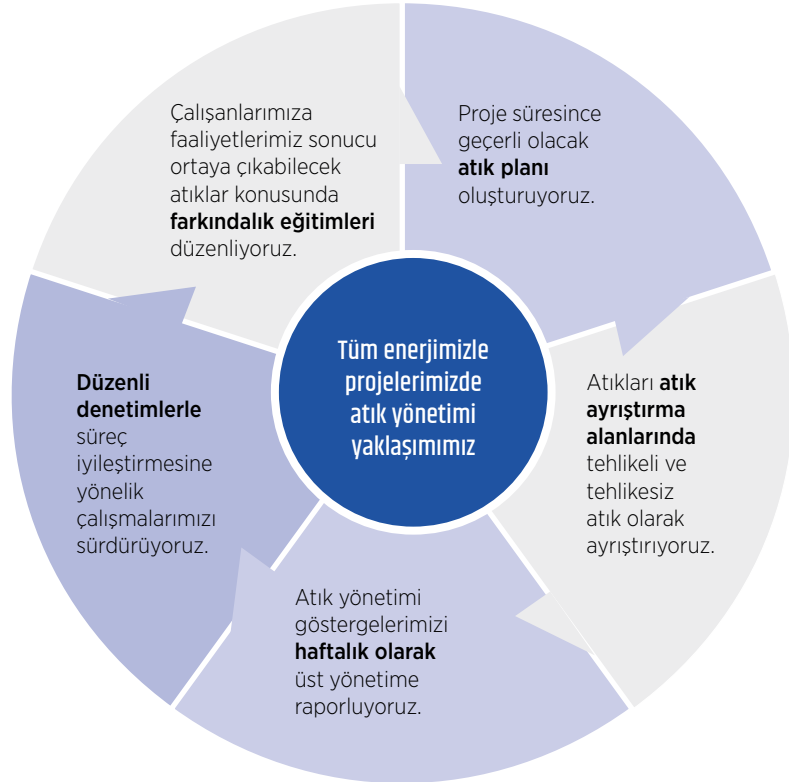 Çalışanlarımıza
faaliyetlerimiz sonucu
ortaya çıkabilecek
atıklar konusunda
farkındalık eğitimleri
düzenliyoruz.
Proje süresince
geçerli olacak
atık planı
oluşturuyoruz.
Tüm enerjimizle
projelerimizde
atık yönetimi
yaklaşımımız
Atıkları atık
ayrıştırma
alanlarında
tehlikeli ve
tehlikesiz
atık olarak
ayrıştırıyoruz.
Atık yönetimi
göstergelerimizi
haftalık olarak
üst yönetime
raporluyoruz.
Düzenli
denetimlerle
süreç
iyileştirmesine
yönelik
çalışmalarımızı
sürdürüyoruz.